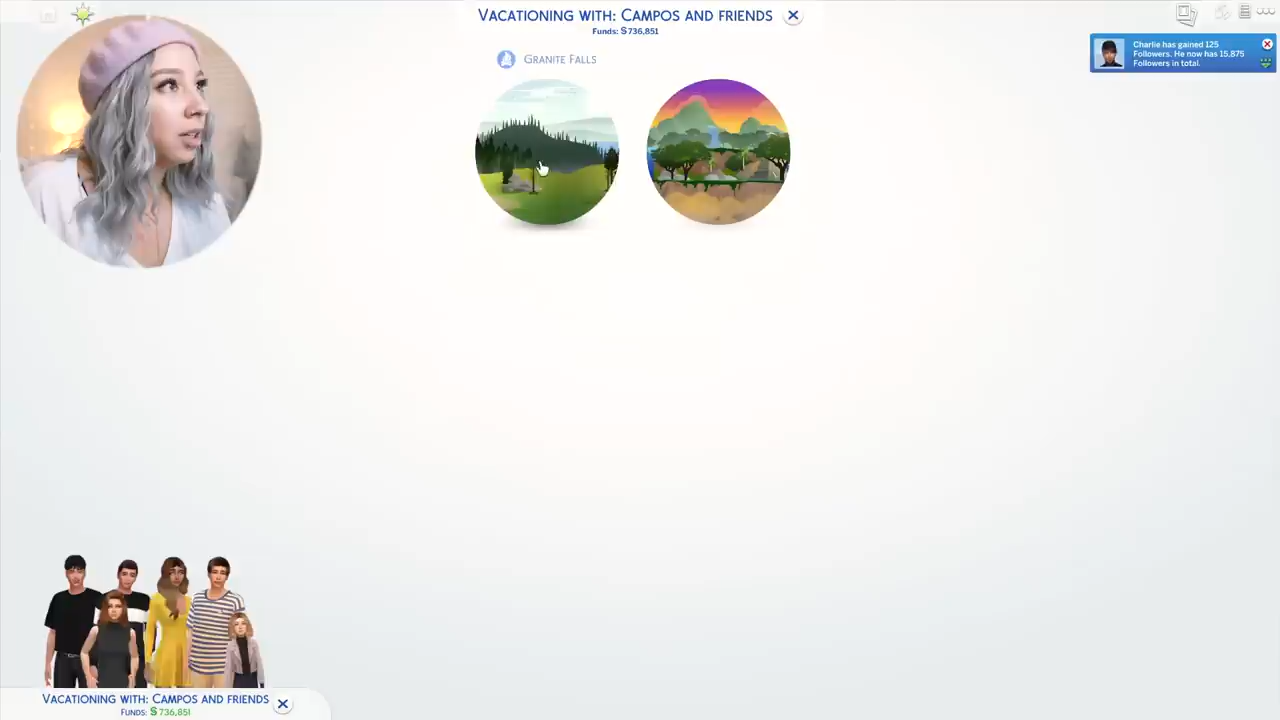 VACATIONING WITH: CAMPOS AND FRIENDS
FUNDS: $736,851
GRANITE FALLS
Charlie has gained 125
Followers. He now has 15,875
Followers in total.
VACATIONING WITH: CAMPOS AND FRIENDS
FUNDS: $736,851